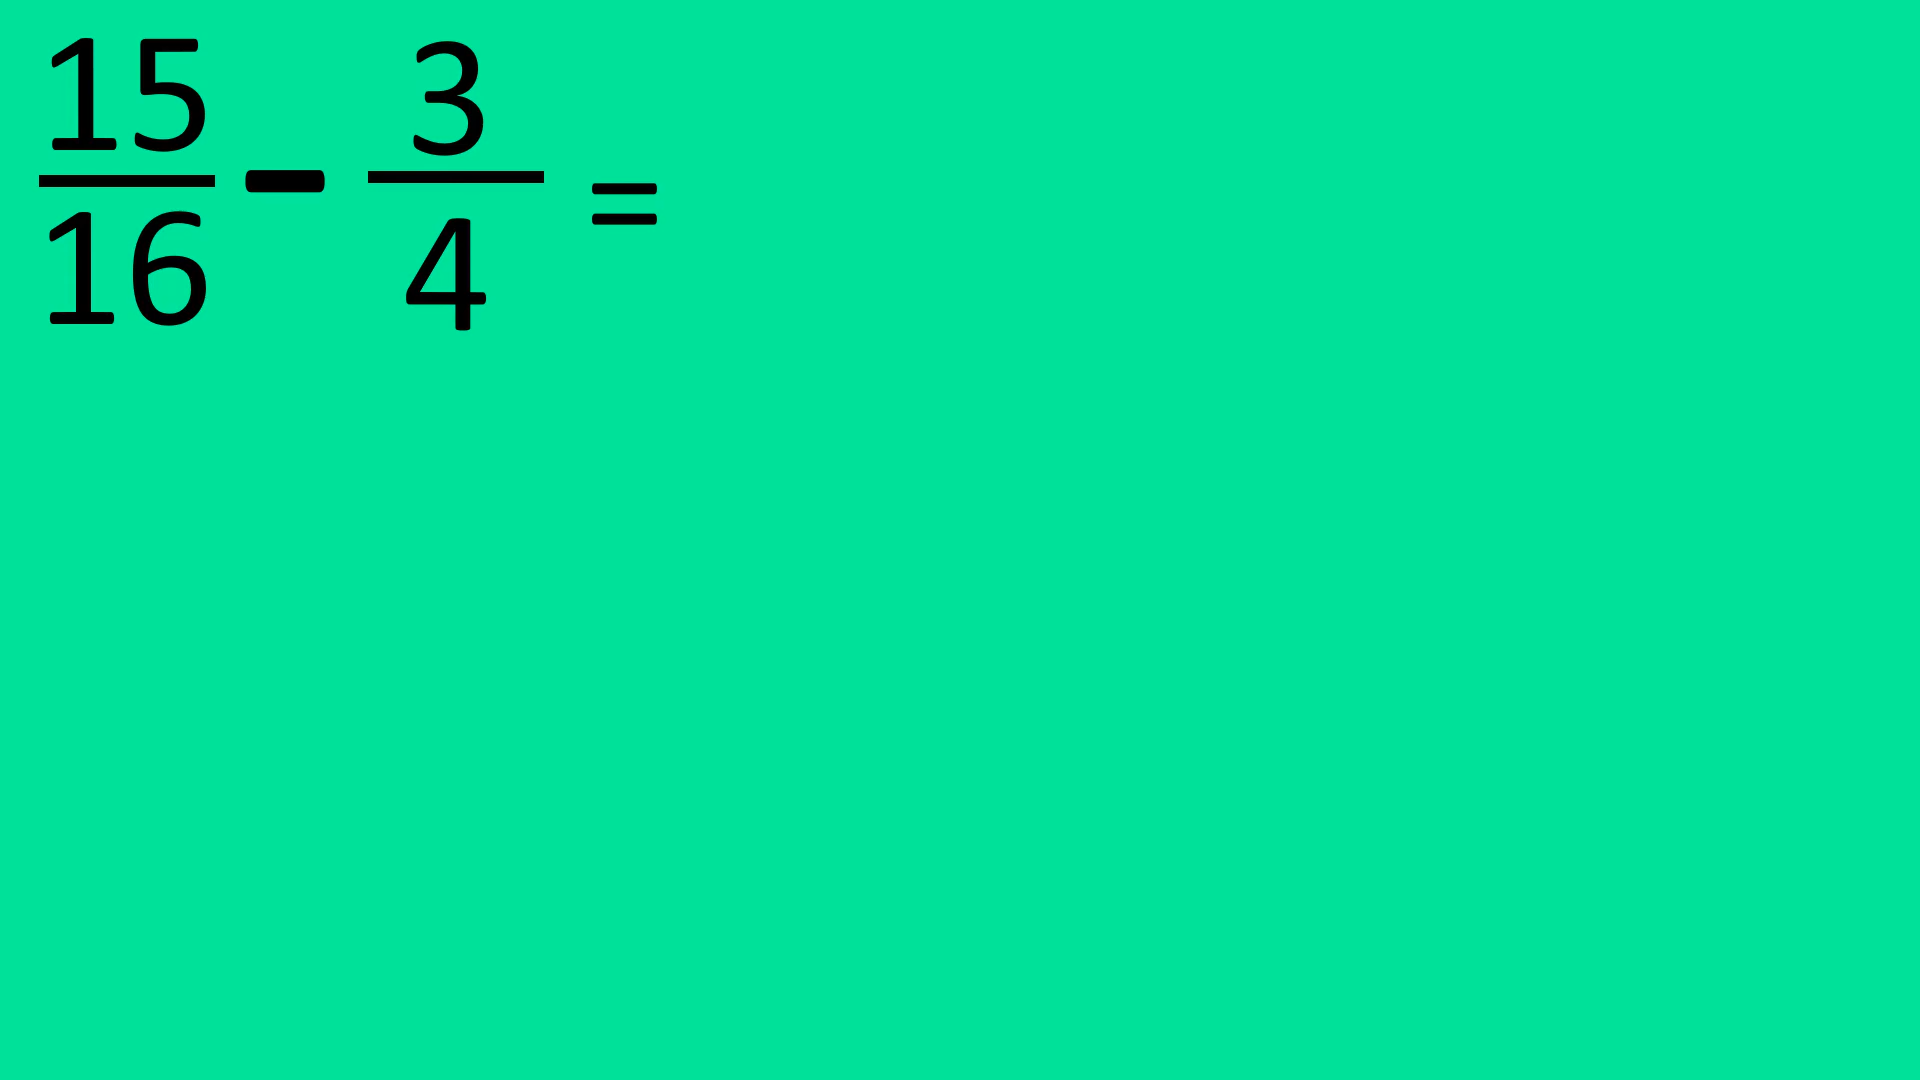 15/16 - 3/4 =